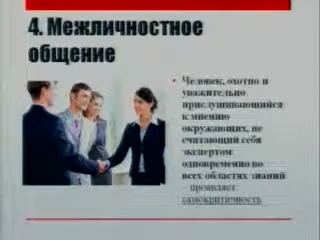 4. Межличностное
общение
• Человек, охотно и
уважительно
прислушивающийся
к мнению
окружающих, не
считающий себя
экспертом
одновременно во
всех областях знаний
– проявляет
самокритичность